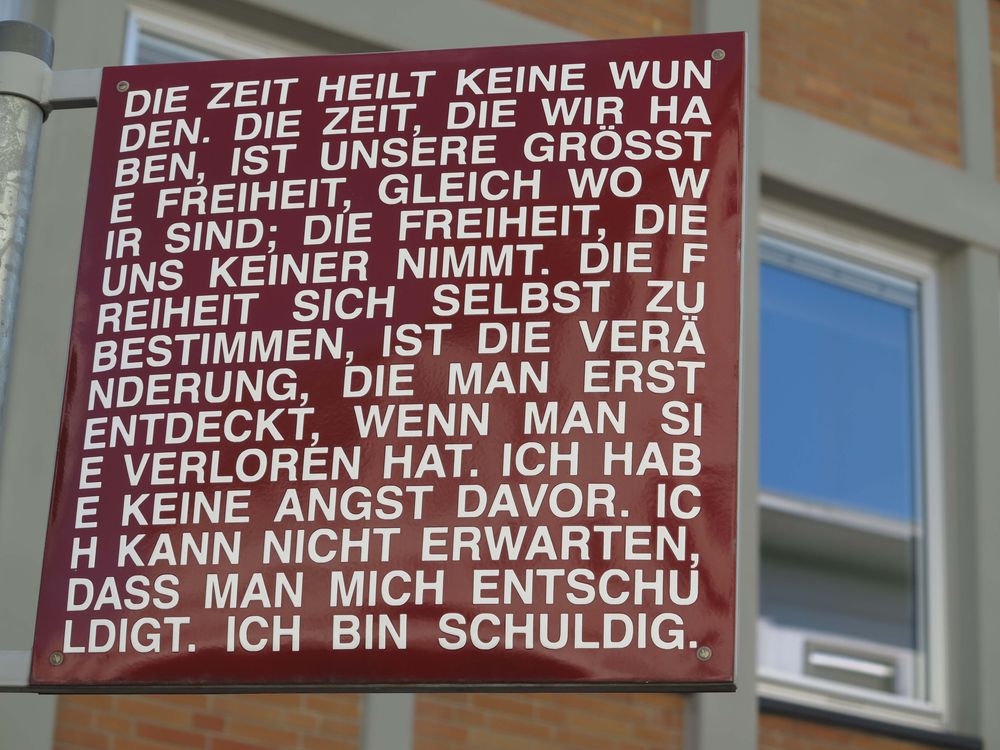 DIE ZEIT HEILT KEINE WUN
DEN. DIE ZEIT, DIE WIR HA
BEN, IST UNSERE GRÖSST
E FREIHEIT, GLEICH WO W
IR SIND; DIE FREIHEIT, DIE
UNS KEINER NIMMT. DIE F
REIHEIT SICH SELBST ZU
BESTIMMEN, IST DIE VERÄ
NDERUNG, DIE MAN ERST
ENTDECKT, WENN MAN SI
E VERLOREN HAT. ICH HAB
E KEINE ANGST DAVOR. IC
H KANN NICHT ERWARTEN,
DASS MAN MICH ENTSCHU
LDIGT. ICH BIN SCHULDIG.